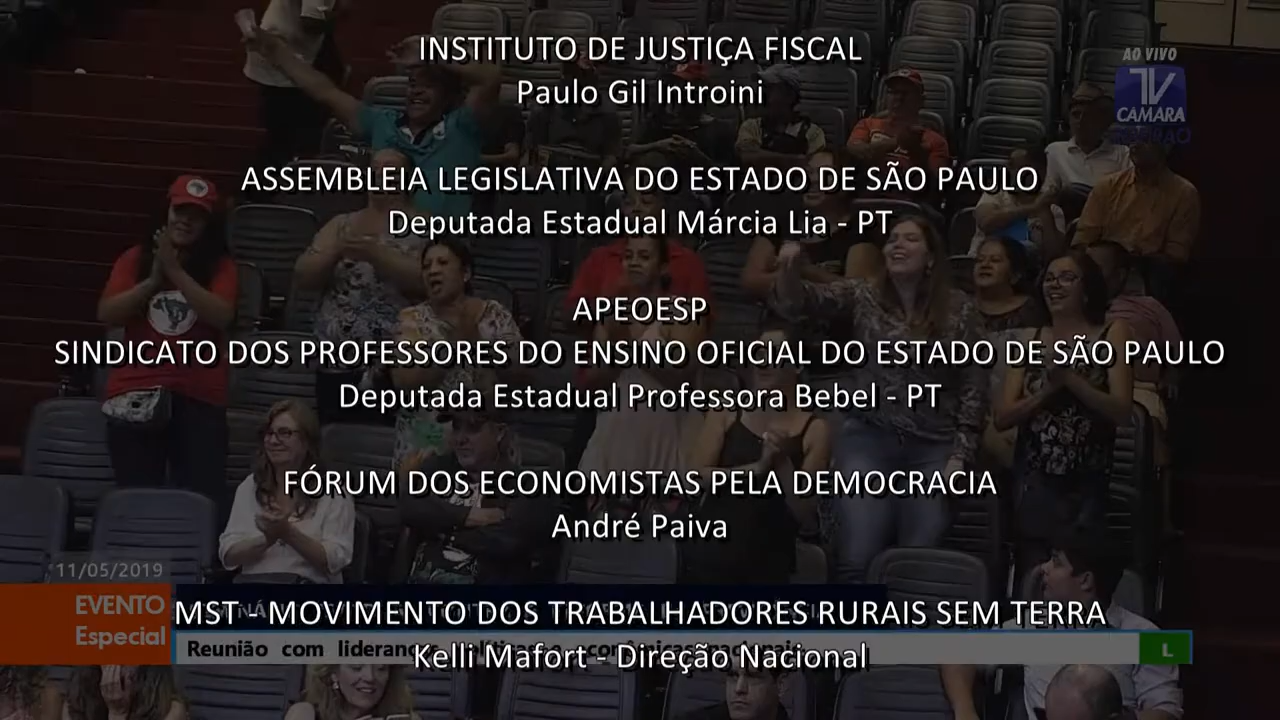 INSTITUTO DE JUSTIÇA FISCAL
Paulo Gil Introini
AO VIVO
TV
CÂMARA
ASSEMBLEIA LEGISLATIVA DO ESTADO DE SÃO PAULO
Deputada Estadual Márcia Lia - PT
APEOESP
SINDICATO DOS PROFESSORES DO ENSINO OFICIAL DO ESTADO DE SÃO PAULO
Deputada Estadual Professora Bebel - PT
FÓRUM DOS ECONOMISTAS PELA DEMOCRACIA
André Paiva
11/05/2019
EVENTO
Especial
MST - MOVIMENTO DOS TRABALHADORES RURAIS SEM TERRA
Reunião com
Kelli Mafort - Direção Nacional
L